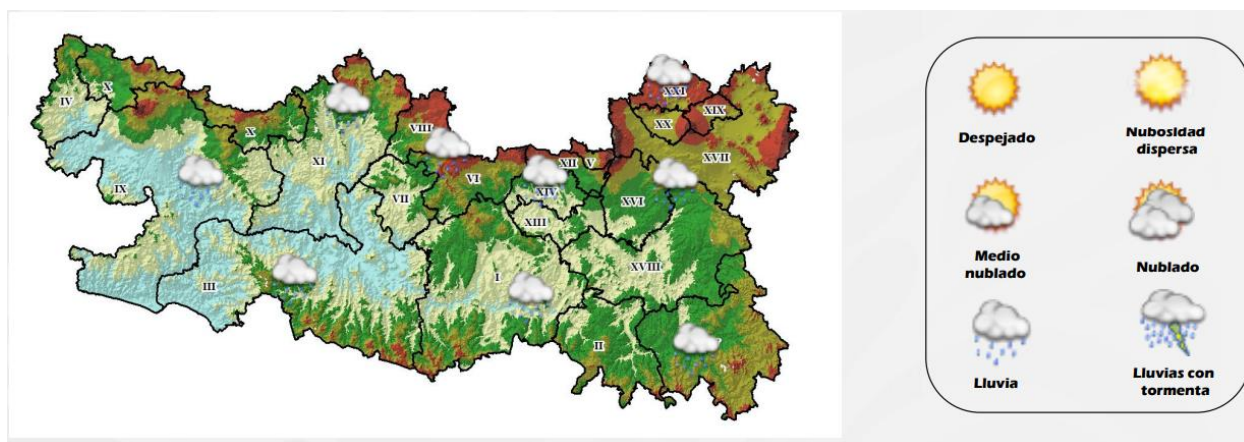 IV
X
XXI
XIX
VIII
X
XX
XI
XII
V
XVII
VI
IX
VII
XIV
XVI
XIII
XVIII
I
III
II
Despejado
Nubosidad
dispersa
Medio
nublado
Nublado
Lluvia
Lluvias con
tormenta